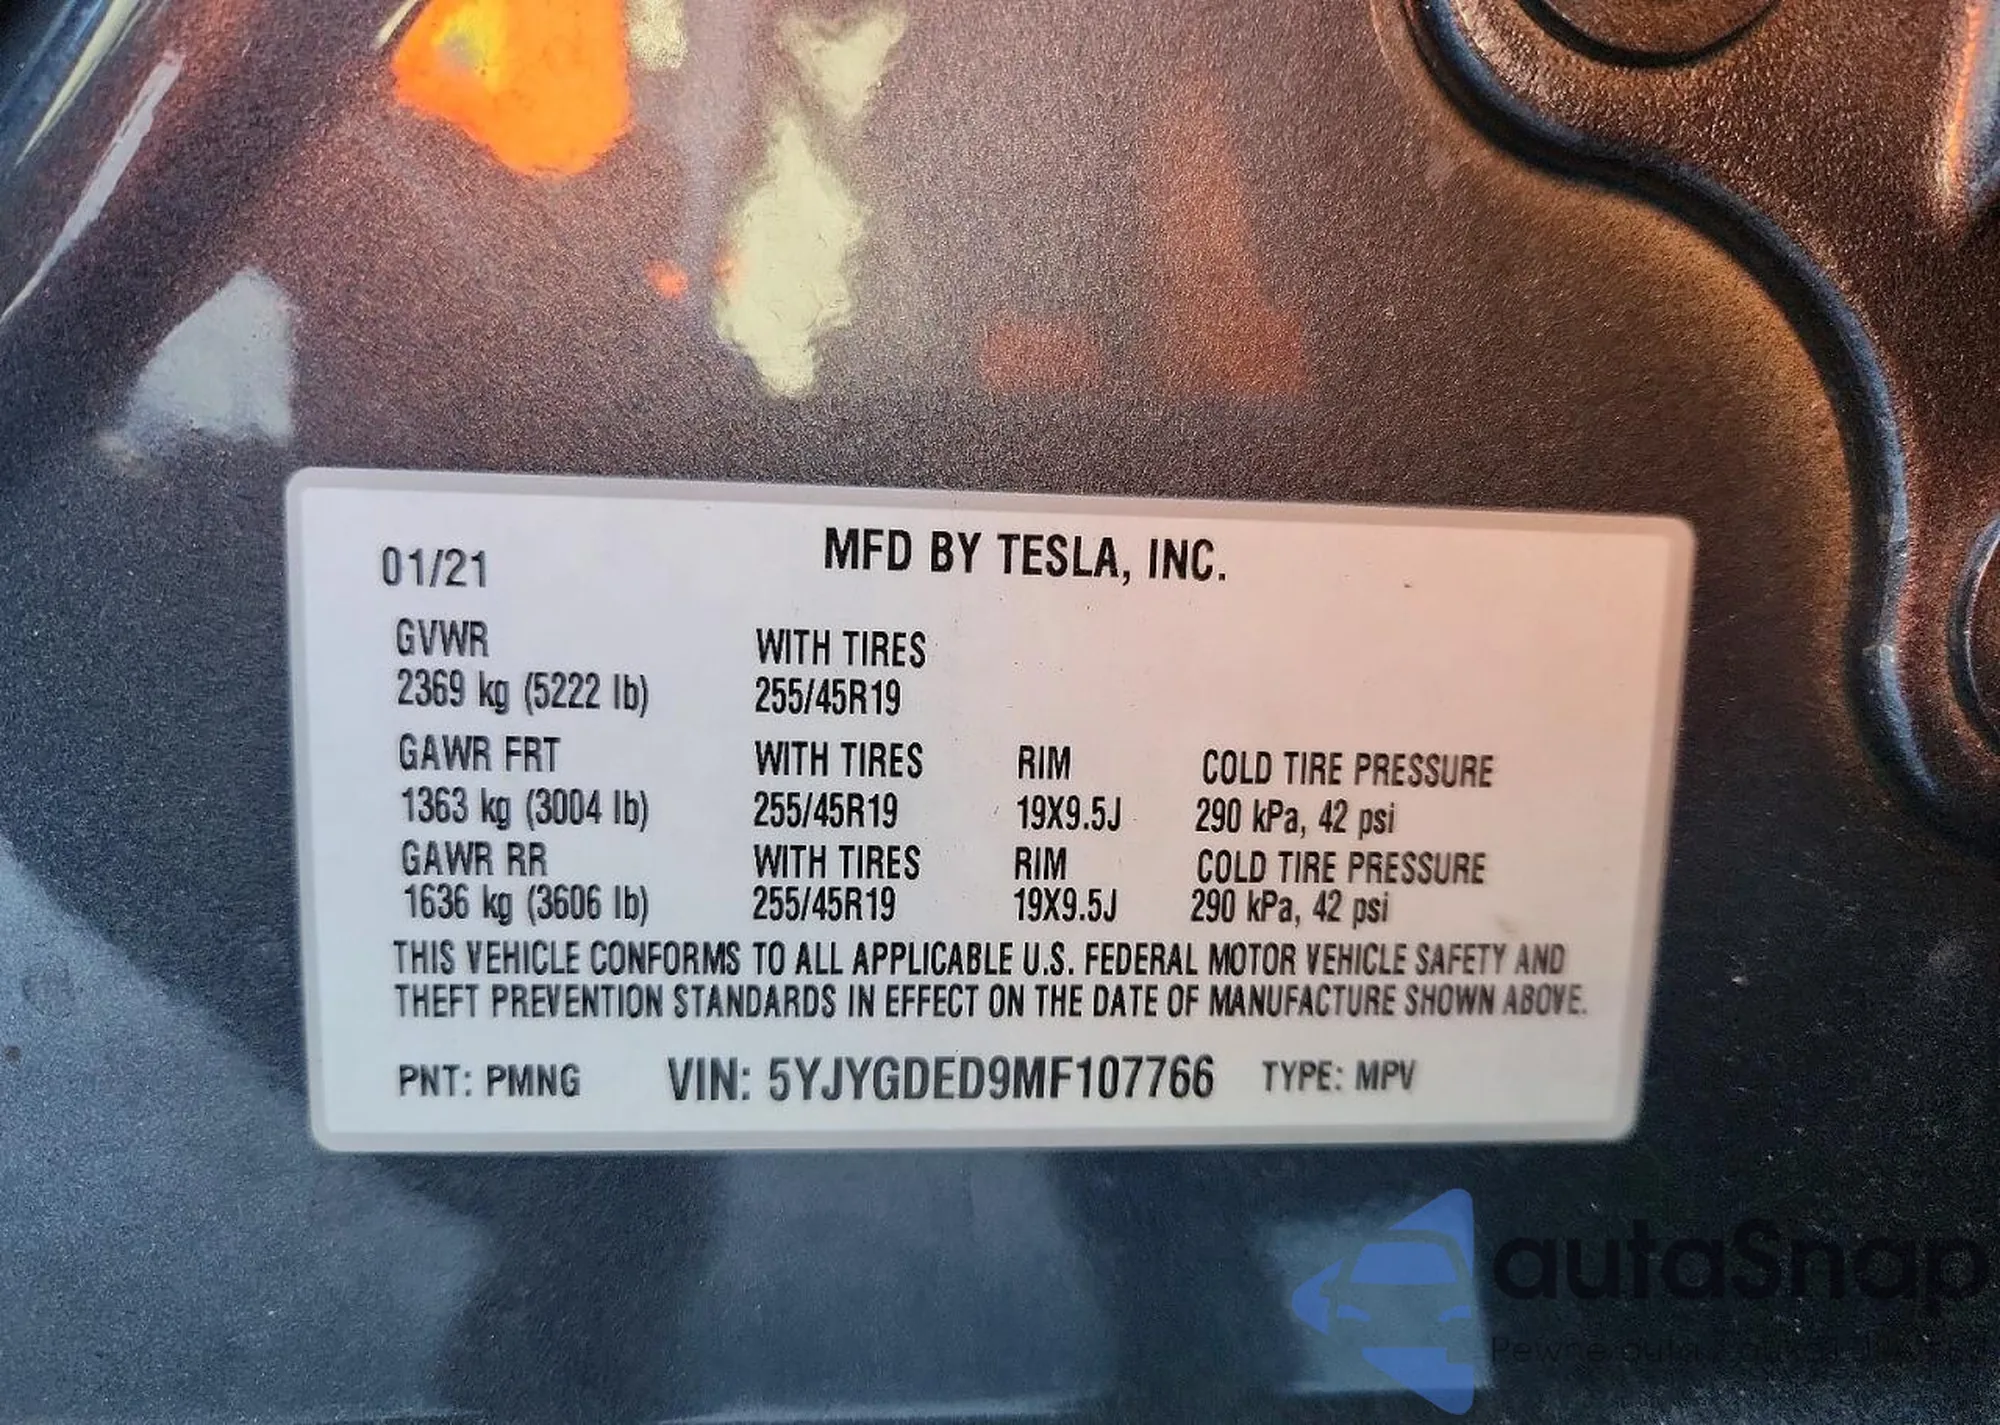 01/21 MFD BY TESLA, INC.
GVWR WITH TIRES
2369 kg (5222 lb) 255/45R19
GAWR FRT WITH TIRES RIM COLD TIRE PRESSURE
1363 kg (3004 lb) 255/45R19 19X9.5J 290 kPa, 42 psi
GAWR RR WITH TIRES RIM COLD TIRE PRESSURE
1636 kg (3606 lb) 255/45R19 19X9.5J 290 kPa, 42 psi
THIS VEHICLE CONFORMS TO ALL APPLICABLE U.S. FEDERAL MOTOR VEHICLE SAFETY AND
THEFT PREVENTION STANDARDS IN EFFECT ON THE DATE OF MANUFACTURE SHOWN ABOVE.
PNT: PMNG VIN: 5YJYGDED9MF107766 TYPE: MPV
autaSnap
Pewne auta